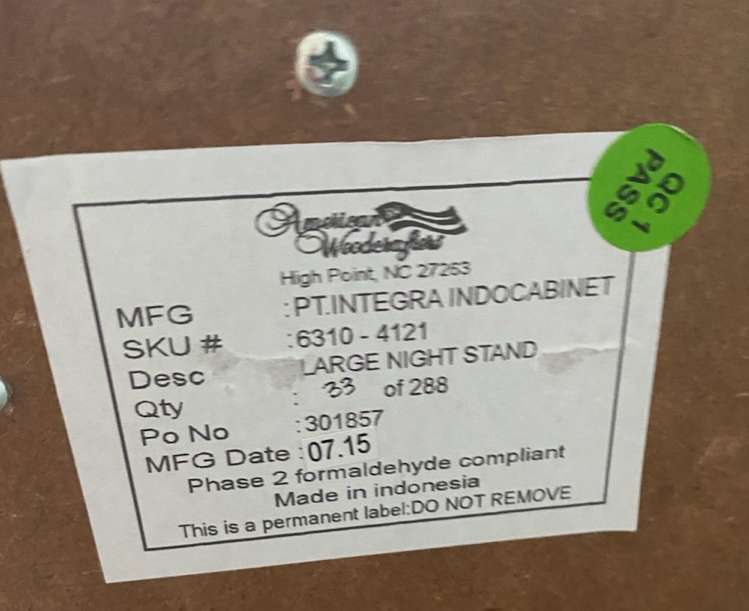 American
Woodcrafters
High Point, NC 27263
MFG :PT.INTEGRA INDOCABINET
SKU # :6310 - 4121
Desc LARGE NIGHT STAND
Qty : 33 of 288
Po No :301857
MFG Date :07.15
Phase 2 formaldehyde compliant
Made in indonesia
This is a permanent label:DO NOT REMOVE
QC 1
PASS